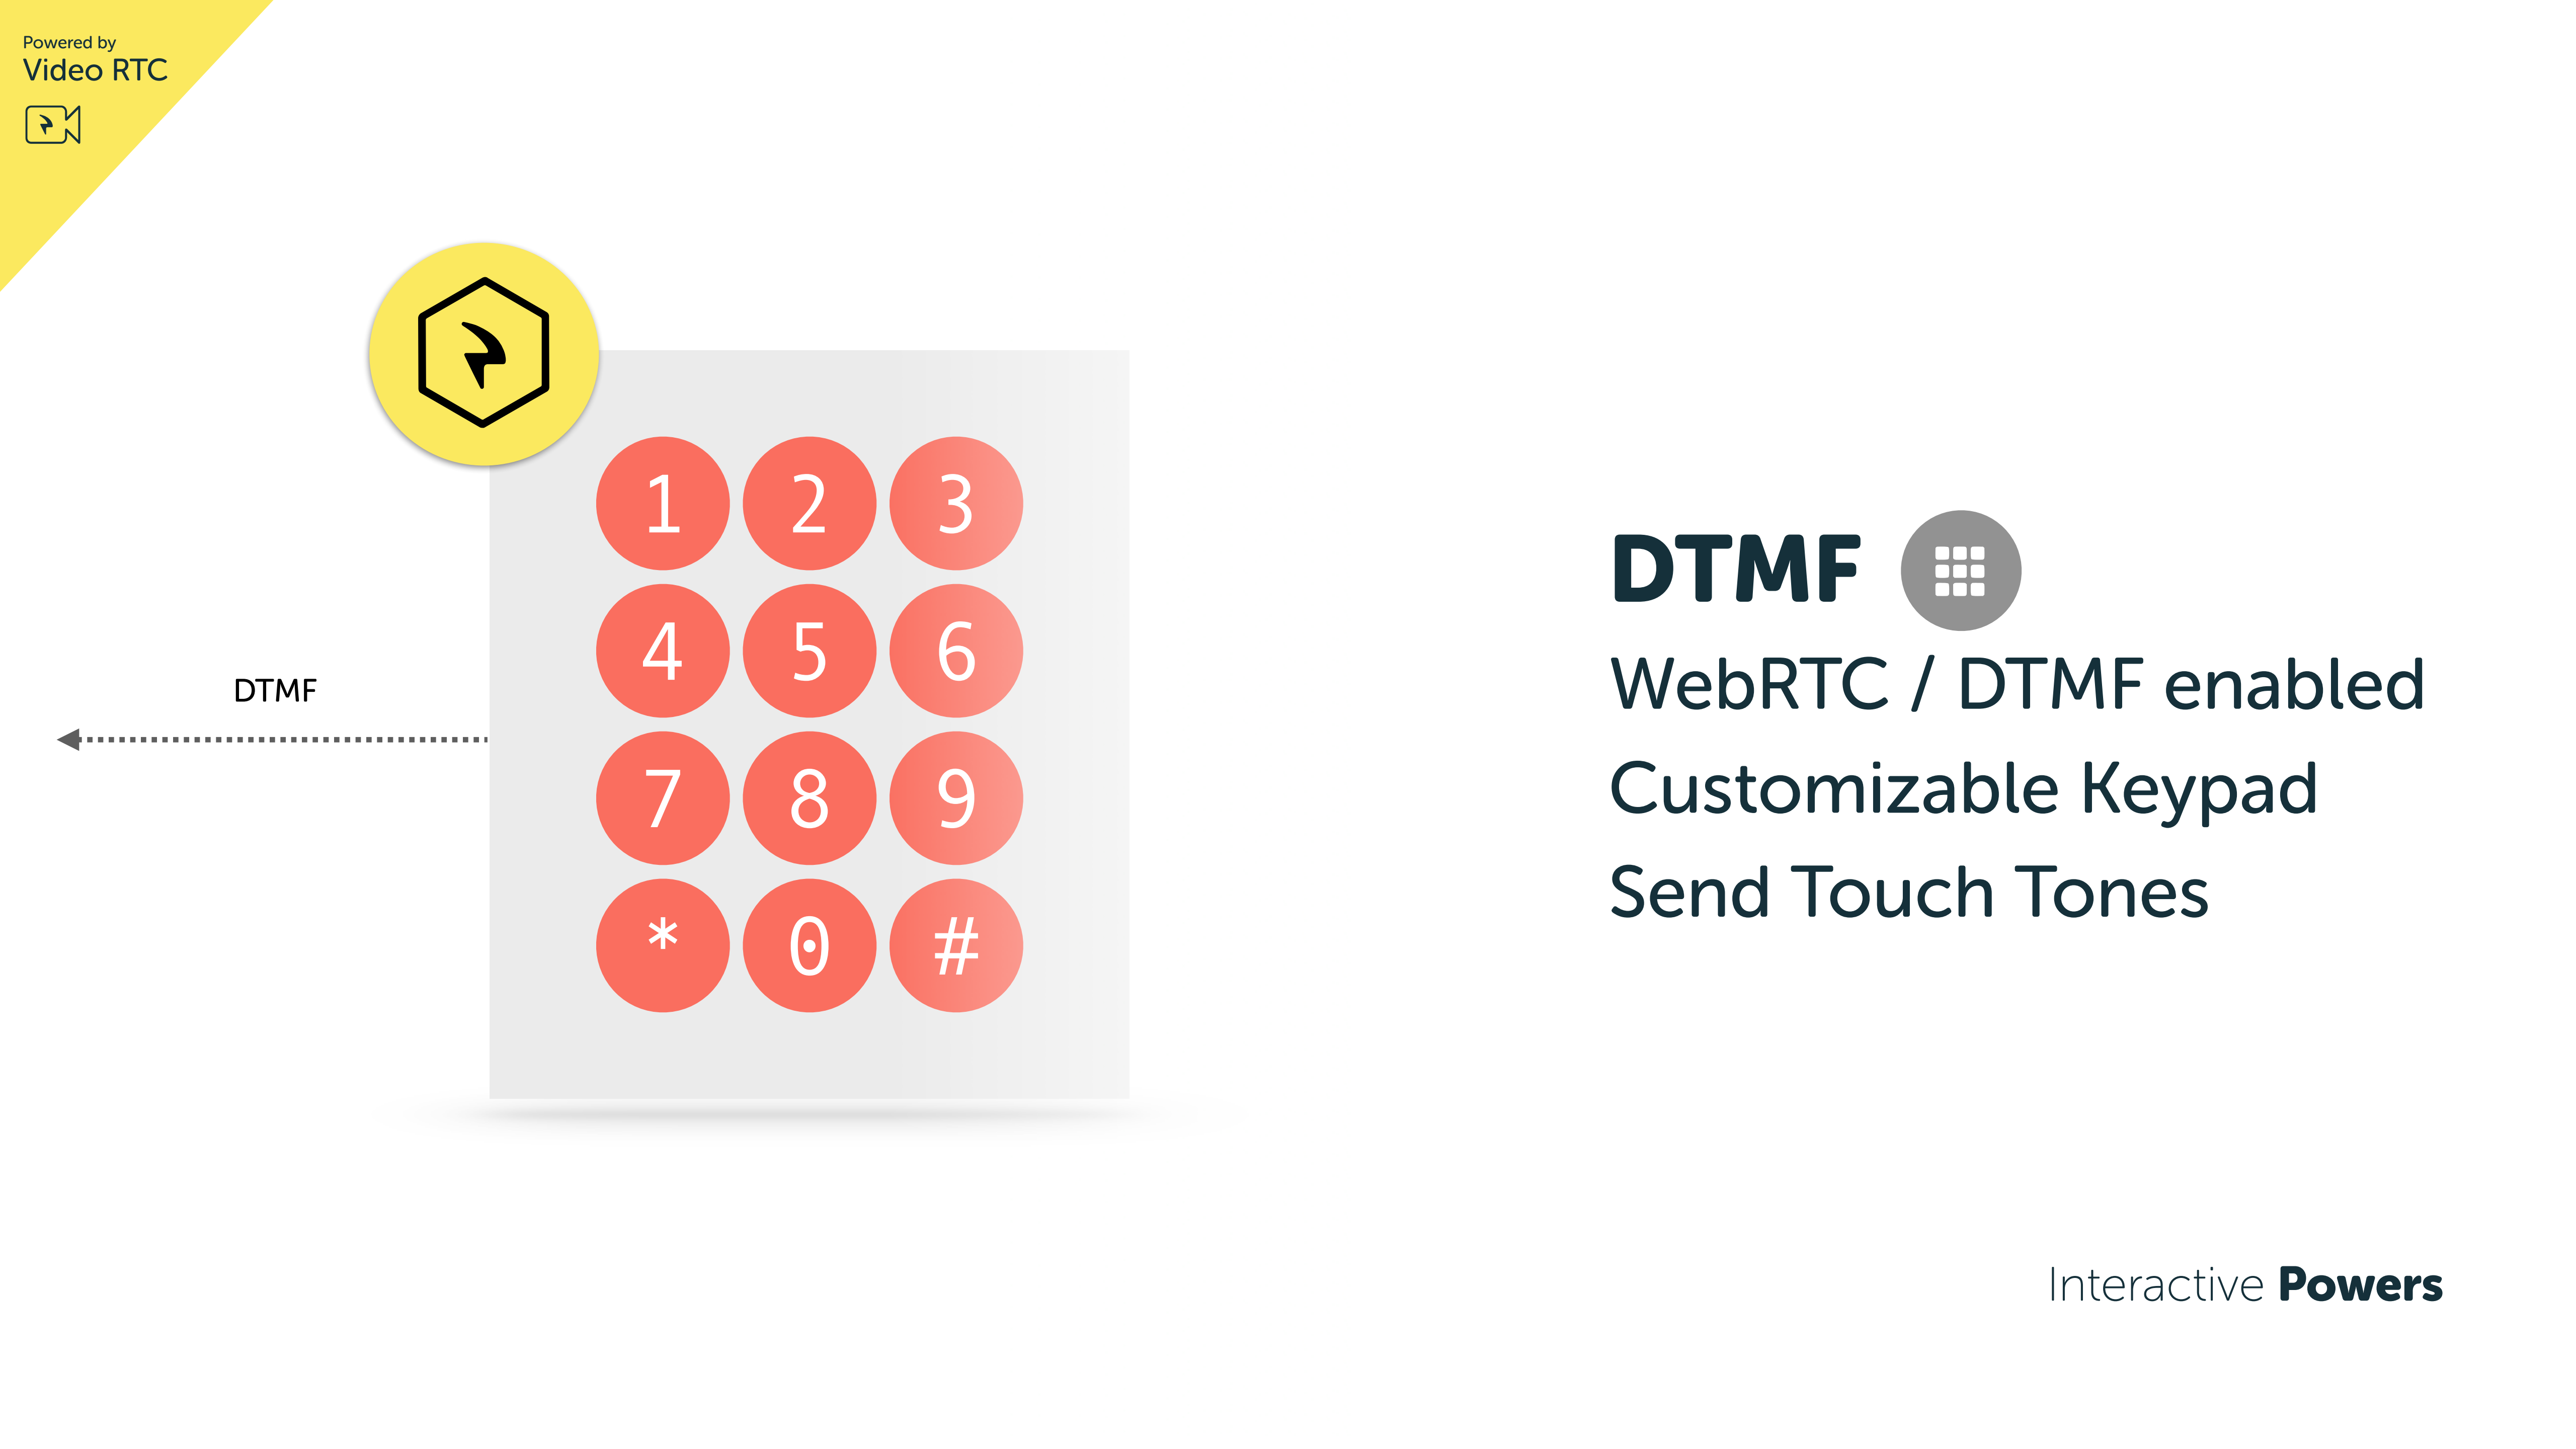 Powered by
Video RTC
1 2 3
4 5 6
7 8 9
* 0 #
DTMF
DTMF
WebRTC / DTMF enabled
Customizable Keypad
Send Touch Tones
Interactive Powers